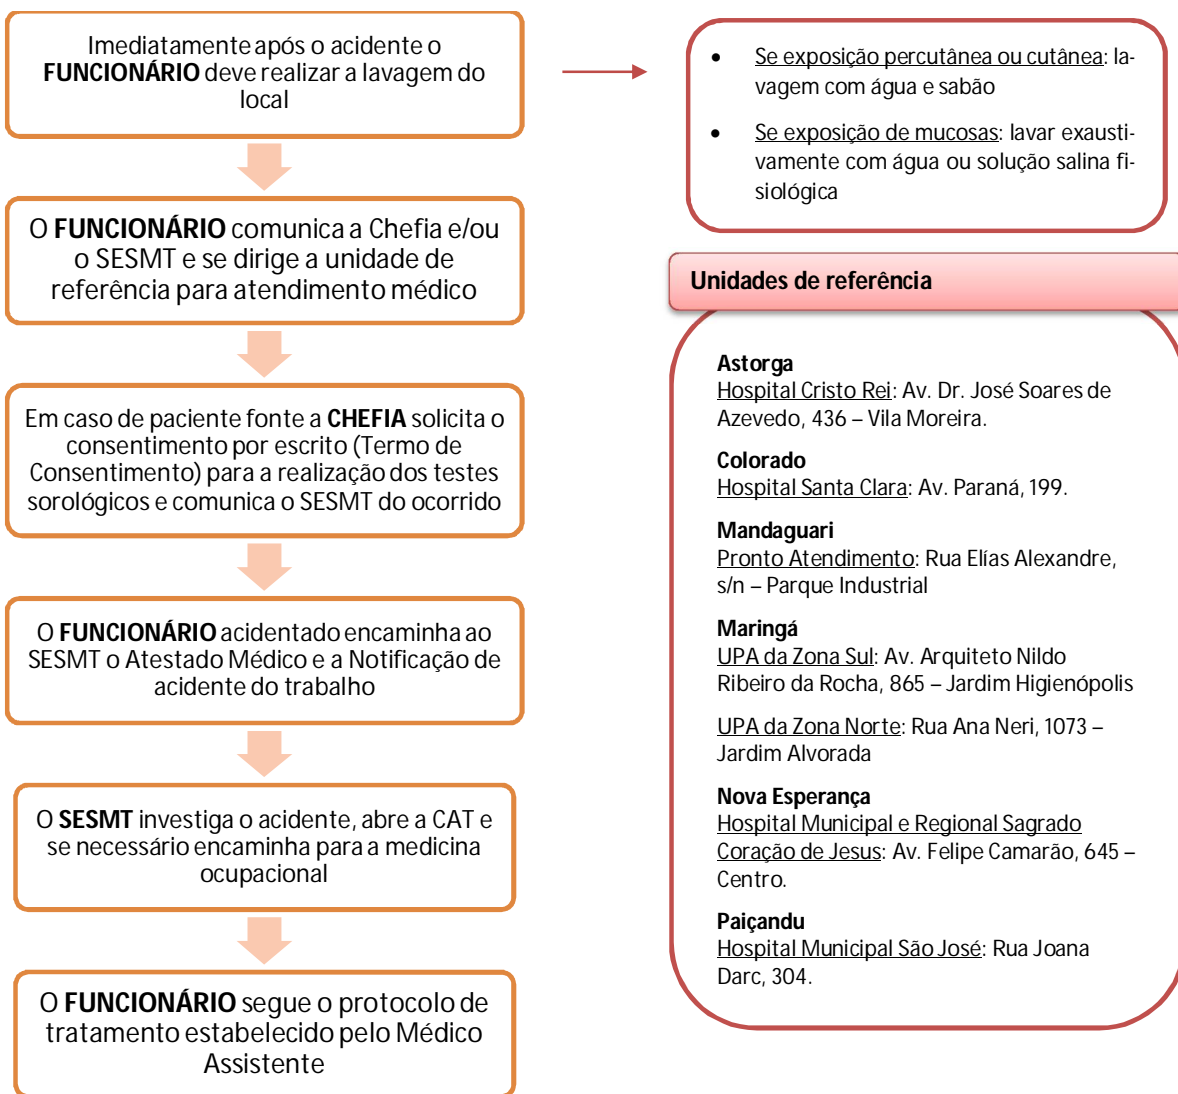 Imediatamente após o acidente o
FUNCIONÁRIO deve realizar a lavagem do
local
• Se exposição percutânea ou cutânea: la-
vagem com água e sabão
• Se exposição de mucosas: lavar exausti-
vamente com água ou solução salina fi-
siológica
O FUNCIONÁRIO comunica a Chefia e/ou
o SESMT e se dirige a unidade de
referência para atendimento médico
Em caso de paciente fonte a CHEFIA solicita o
consentimento por escrito (Termo de
Consentimento) para a realização dos testes
sorológicos e comunica o SESMT do ocorrido
O FUNCIONÁRIO acidentado encaminha ao
SESMT o Atestado Médico e a Notificação de
acidente do trabalho
O SESMT investiga o acidente, abre a CAT e
se necessário encaminha para a medicina
ocupacional
O FUNCIONÁRIO segue o protocolo de
tratamento estabelecido pelo Médico
Assistente
Unidades de referência
Astorga
Hospital Cristo Rei: Av. Dr. José Soares de
Azevedo, 436 – Vila Moreira.
Colorado
Hospital Santa Clara: Av. Paraná, 199.
Mandaguari
Pronto Atendimento: Rua Elías Alexandre,
s/n – Parque Industrial
Maringá
UPA da Zona Sul: Av. Arquiteto Nildo
Ribeiro da Rocha, 865 – Jardim Higienópolis
UPA da Zona Norte: Rua Ana Neri, 1073 –
Jardim Alvorada
Nova Esperança
Hospital Municipal e Regional Sagrado
Coração de Jesus: Av. Felipe Camarão, 645 –
Centro.
Paiçandu
Hospital Municipal São José: Rua Joana
Darc, 304.